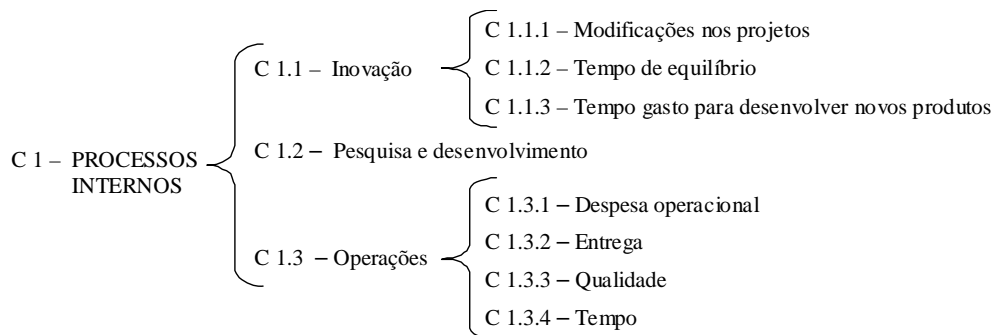 C 1 – PROCESSOS
INTERNOS
C 1.1 – Inovação
C 1.1.1 – Modificações nos projetos
C 1.1.2 – Tempo de equilíbrio
C 1.1.3 – Tempo gasto para desenvolver novos produtos
C 1.2 – Pesquisa e desenvolvimento
C 1.3 – Operações
C 1.3.1 – Despesa operacional
C 1.3.2 – Entrega
C 1.3.3 – Qualidade
C 1.3.4 – Tempo